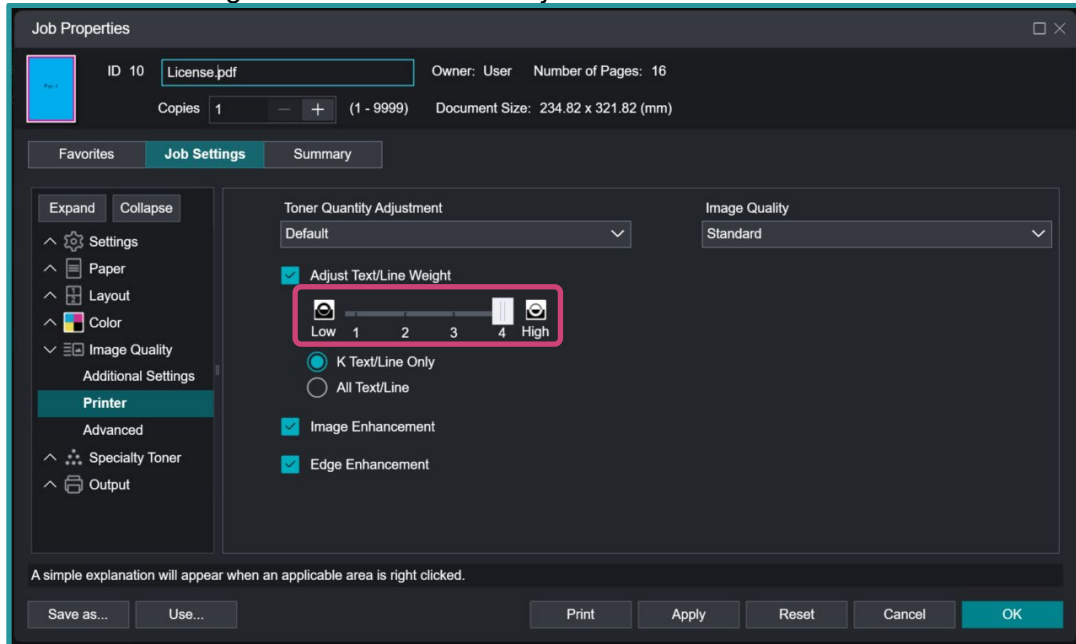 Job Properties
ID 10 License.pdf Owner: User Number of Pages: 16
Copies 1 (1 - 9999) Document Size: 234.82 x 321.82 (mm)
Favorites Job Settings Summary
Expand Collapse
Settings
Paper
Layout
Color
Image Quality
Additional Settings
Printer
Advanced
Specialty Toner
Output
Toner Quantity Adjustment
Default
Image Quality
Standard
Adjust Text/Line Weight
Low 1 2 3 4 High
K Text/Line Only
All Text/Line
Image Enhancement
Edge Enhancement
A simple explanation will appear when an applicable area is right clicked.
Save as... Use... Print Apply Reset Cancel OK